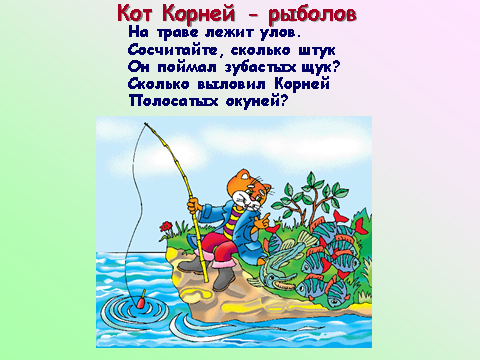 Кот Корней - рыболов
На траве лежит улов.
Сосчитайте, сколько штук
Он поймал зубастых щук?
Сколько выловил Корней
Полосатых окуней?